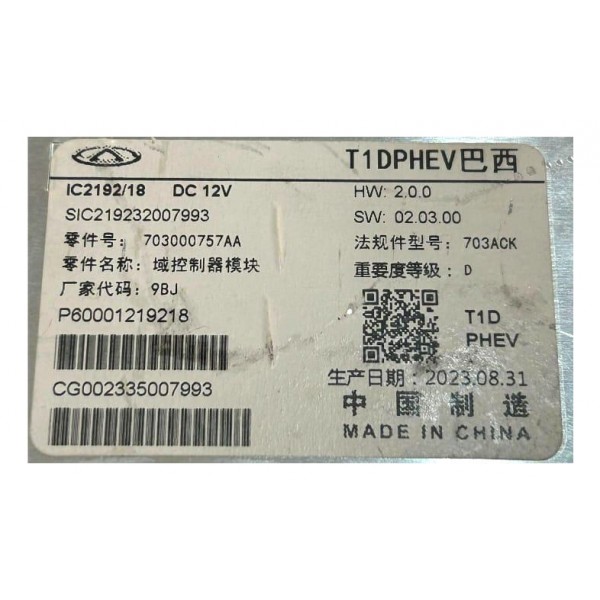 T1DPHEV巴西
IC2192/18 DC 12V
HW: 2.0.0
SIC219232007993
SW: 02.03.00
零件号: 703000757AA
法规件型号: 703ACK
零件名称: 域控制器模块
重要度等级: D
厂家代码: 9BJ
P60001219218
T1D
PHEV
CG002335007993
生产日期: 2023.08.31
中国制造
MADE IN CHINA